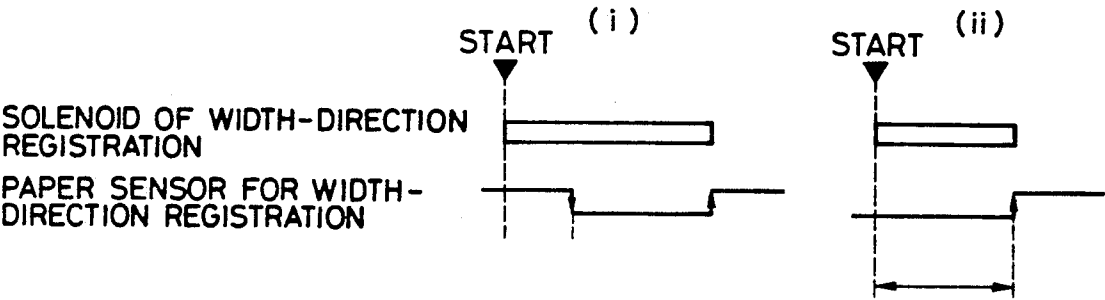 (i)
START
(ii)
START
SOLENOID OF WIDTH-DIRECTION
REGISTRATION
PAPER SENSOR FOR WIDTH-
DIRECTION REGISTRATION